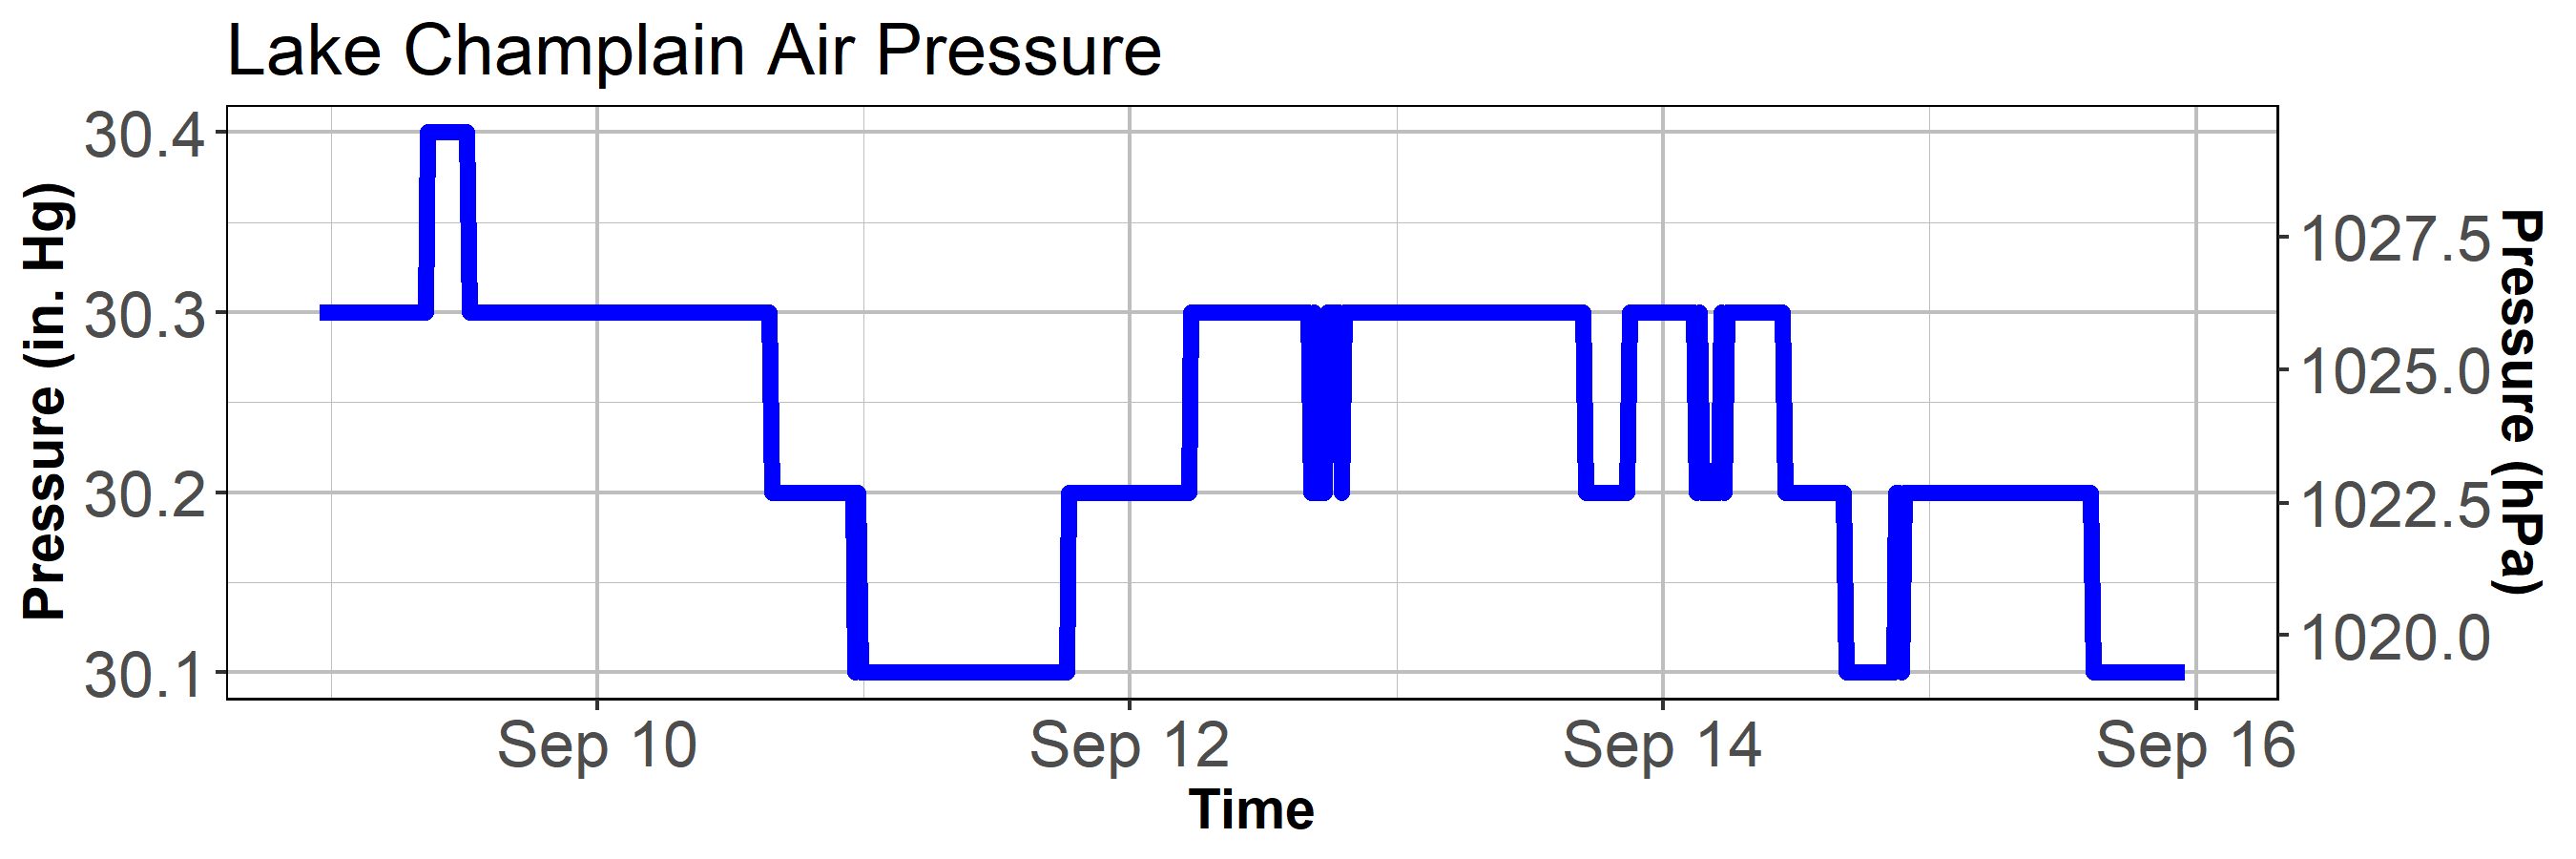 Lake Champlain Air Pressure
Pressure (in. Hg)
30.4
30.3
30.2
30.1
1027.5
1025.0
1022.5
1020.0
Pressure (hPa)
Sep 10
Sep 12
Sep 14
Sep 16
Time